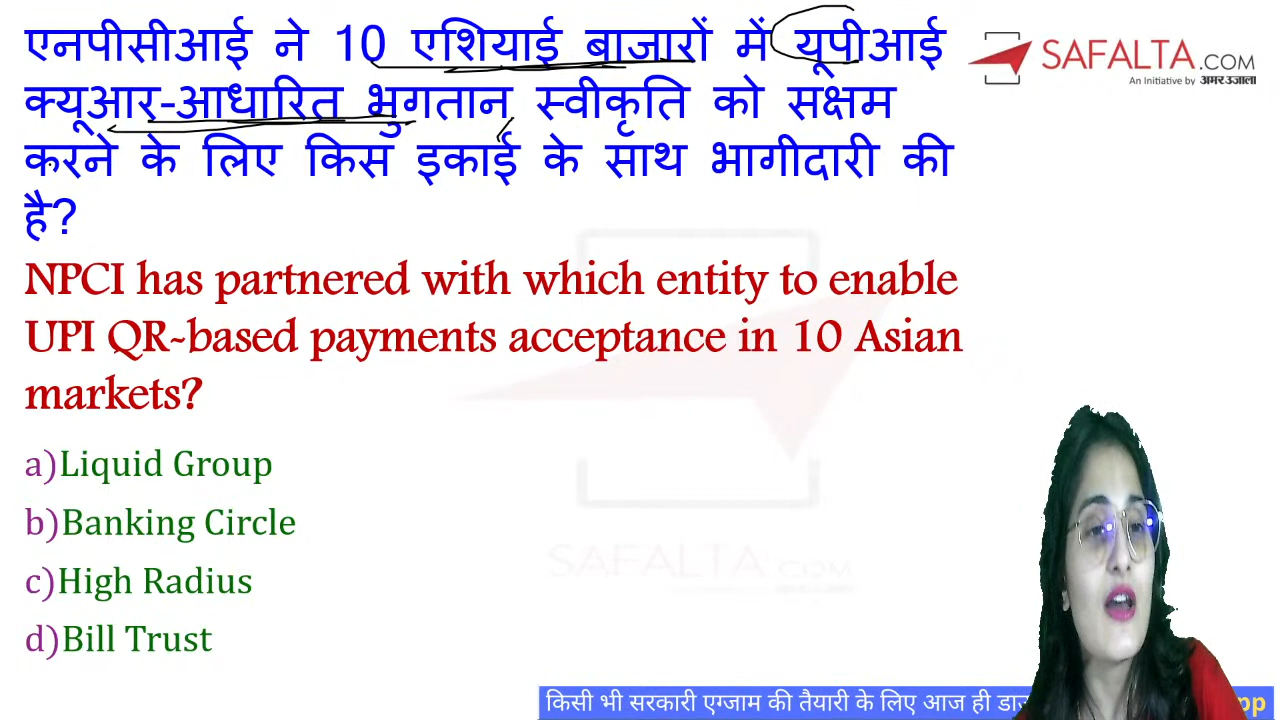 एनपीसीआई ने 10 एशियाई बाजारों में यूपीआई
क्यूआर-आधारित भुगतान स्वीकृति को सक्षम
करने के लिए किस इकाई के साथ भागीदारी की
है?
SAFALTA.COM
An Initiative by अमर उजाला
NPCI has partnered with which entity to enable
UPI QR-based payments acceptance in 10 Asian
markets?
a)Liquid Group
b)Banking Circle
c)High Radius
d)Bill Trust
SAFALTA.COM
किसी भी सरकारी एग्जाम की तैयारी के लिए आज ही